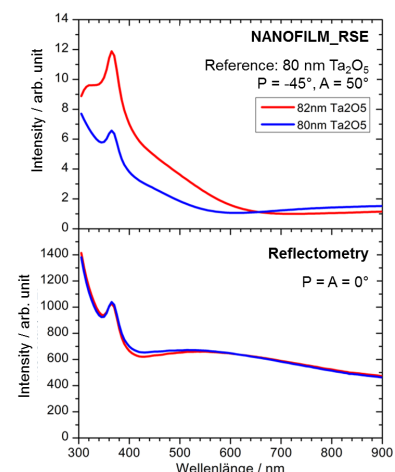 NANOFILM_RSE
Reference: 80 nm Ta₂O₅
P = -45°, A = 50°
82nm Ta2O5
80nm Ta2O5
Intensity / arb. unit
14
12
10
8
6
4
2
0
Reflectometry
P = A = 0°
Intensity / arb. unit
1400
1200
1000
800
600
400
200
0
300 400 500 600 700 800 900
Wellenlänge / nm